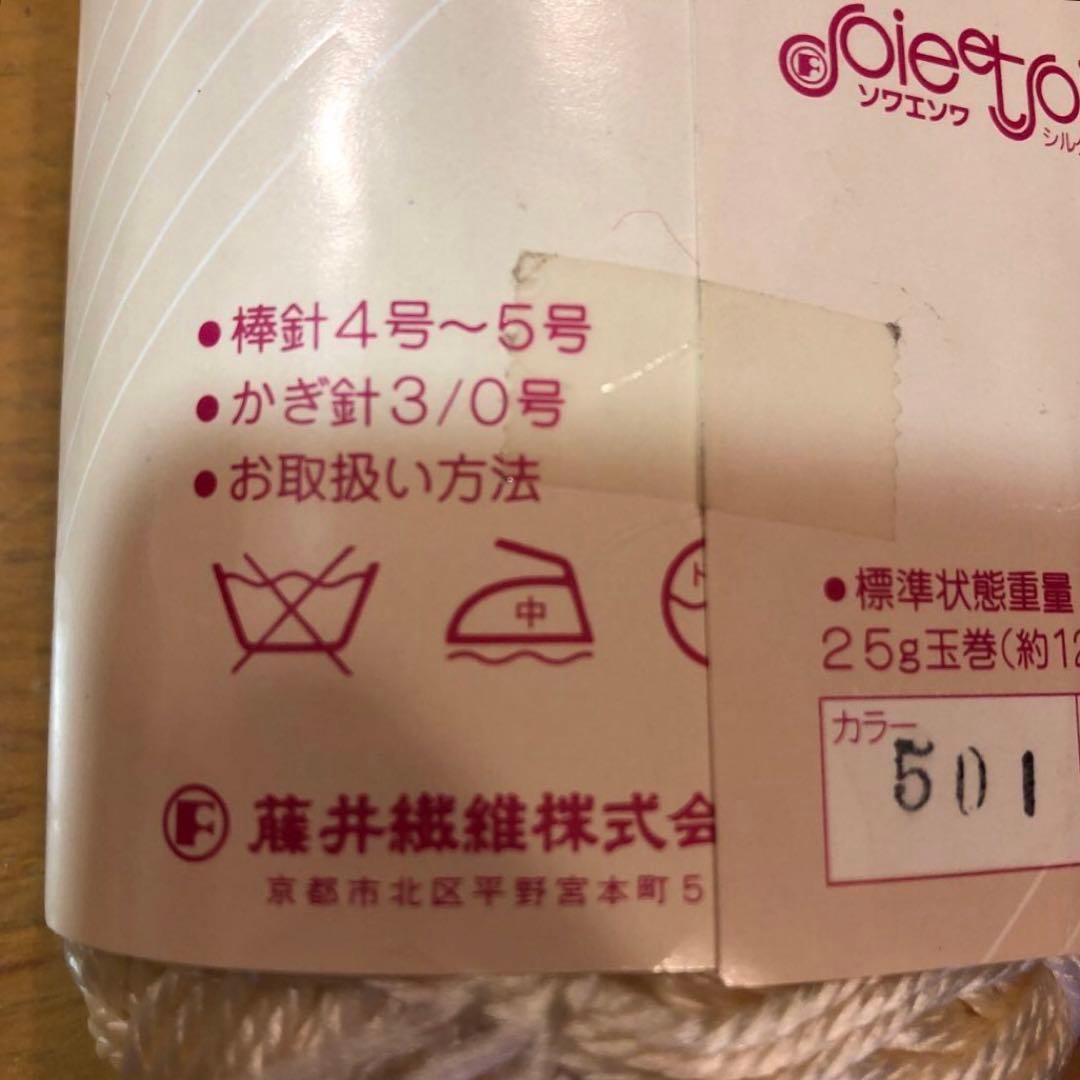 Soie et So
ソワエソワ
シルク
●棒針4号～5号
●かぎ針3/0号
●お取扱い方法
中
ド
●標準状態重量
25g玉巻(約12
カラー
501
F 藤井繊維株式会
京都市北区平野宮本町5